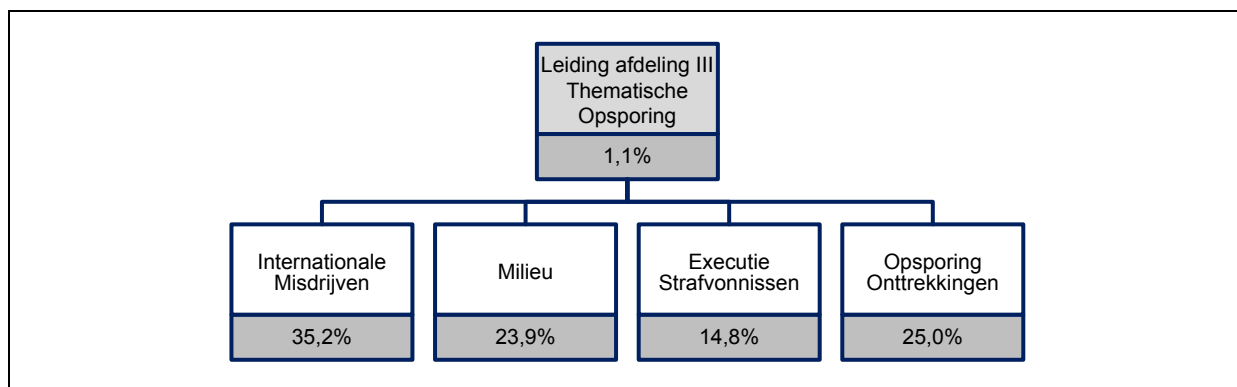 Leiding afdeling III
Thematische
Opsporing
1,1%
Internationale
Misdrijven
35,2%
Milieu
23,9%
Executie
Strafvonnissen
14,8%
Opsporing
Onttrekkingen
25,0%